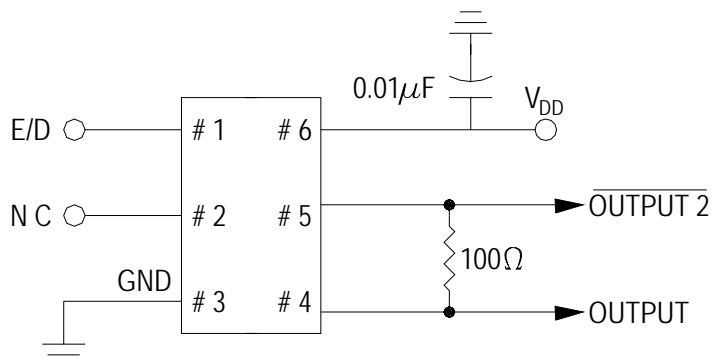 0.01µF
V_DD
E/D
# 1
# 6
N C
# 2
# 5
OUTPUT 2
100Ω
GND
# 3
# 4
OUTPUT